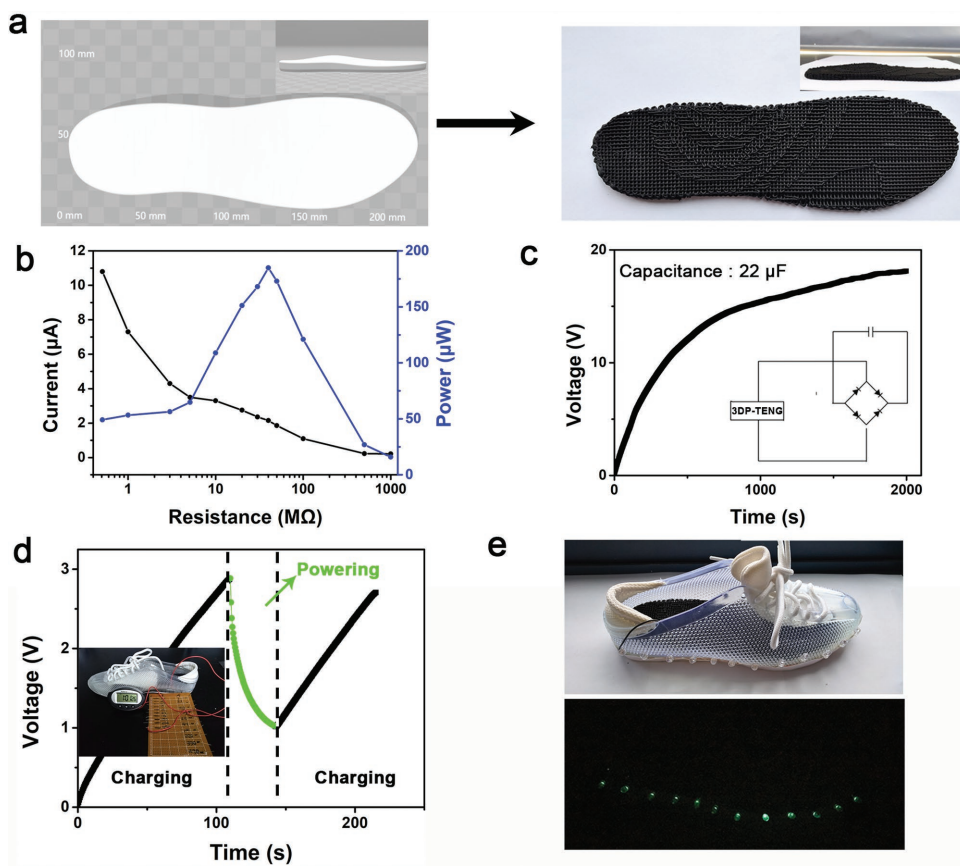 a
100 mm
50
0 mm
50 mm
100 mm
150 mm
200 mm
b
12
10
8
6
4
2
0
Current (μA)
200
150
100
50
0
Power (μW)
1
10
100
1000
Resistance (MΩ)
c
Capacitance : 22 μF
20
10
0
Voltage (V)
3DP-TENG
0
1000
2000
Time (s)
d
Powering
3
2
1
0
Voltage (V)
Charging
Charging
0
100
200
Time (s)
e